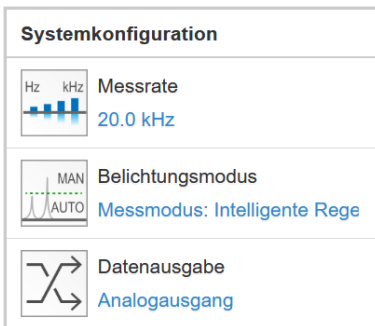 Systemkonfiguration
Hz kHz
Messrate
20.0 kHz
MAN
AUTO
Belichtungsmodus
Messmodus: Intelligente Rege
Datenausgabe
Analogausgang